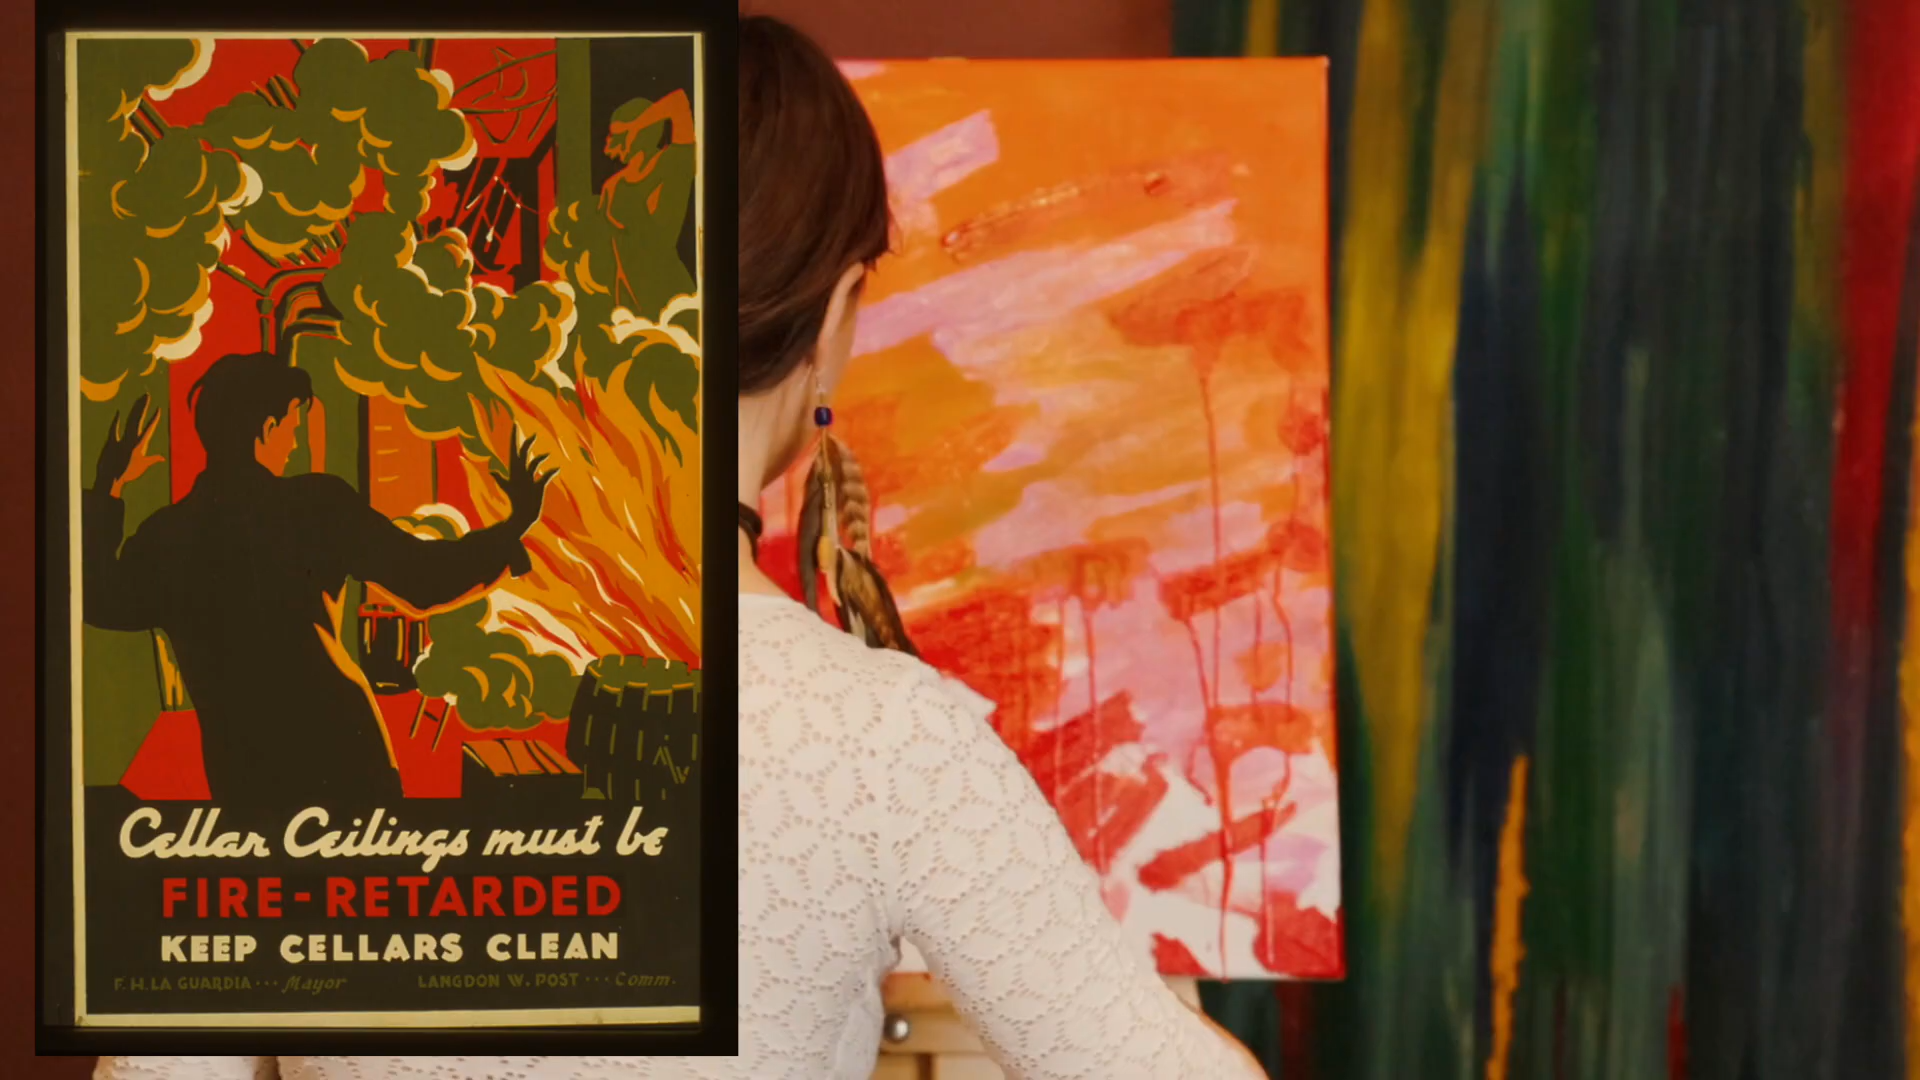 Cellar Ceilings must be
FIRE-RETARDED
KEEP CELLARS CLEAN
F. H. LA GUARDIA ··· Mayor LANGDON W. POST ··· Comm.